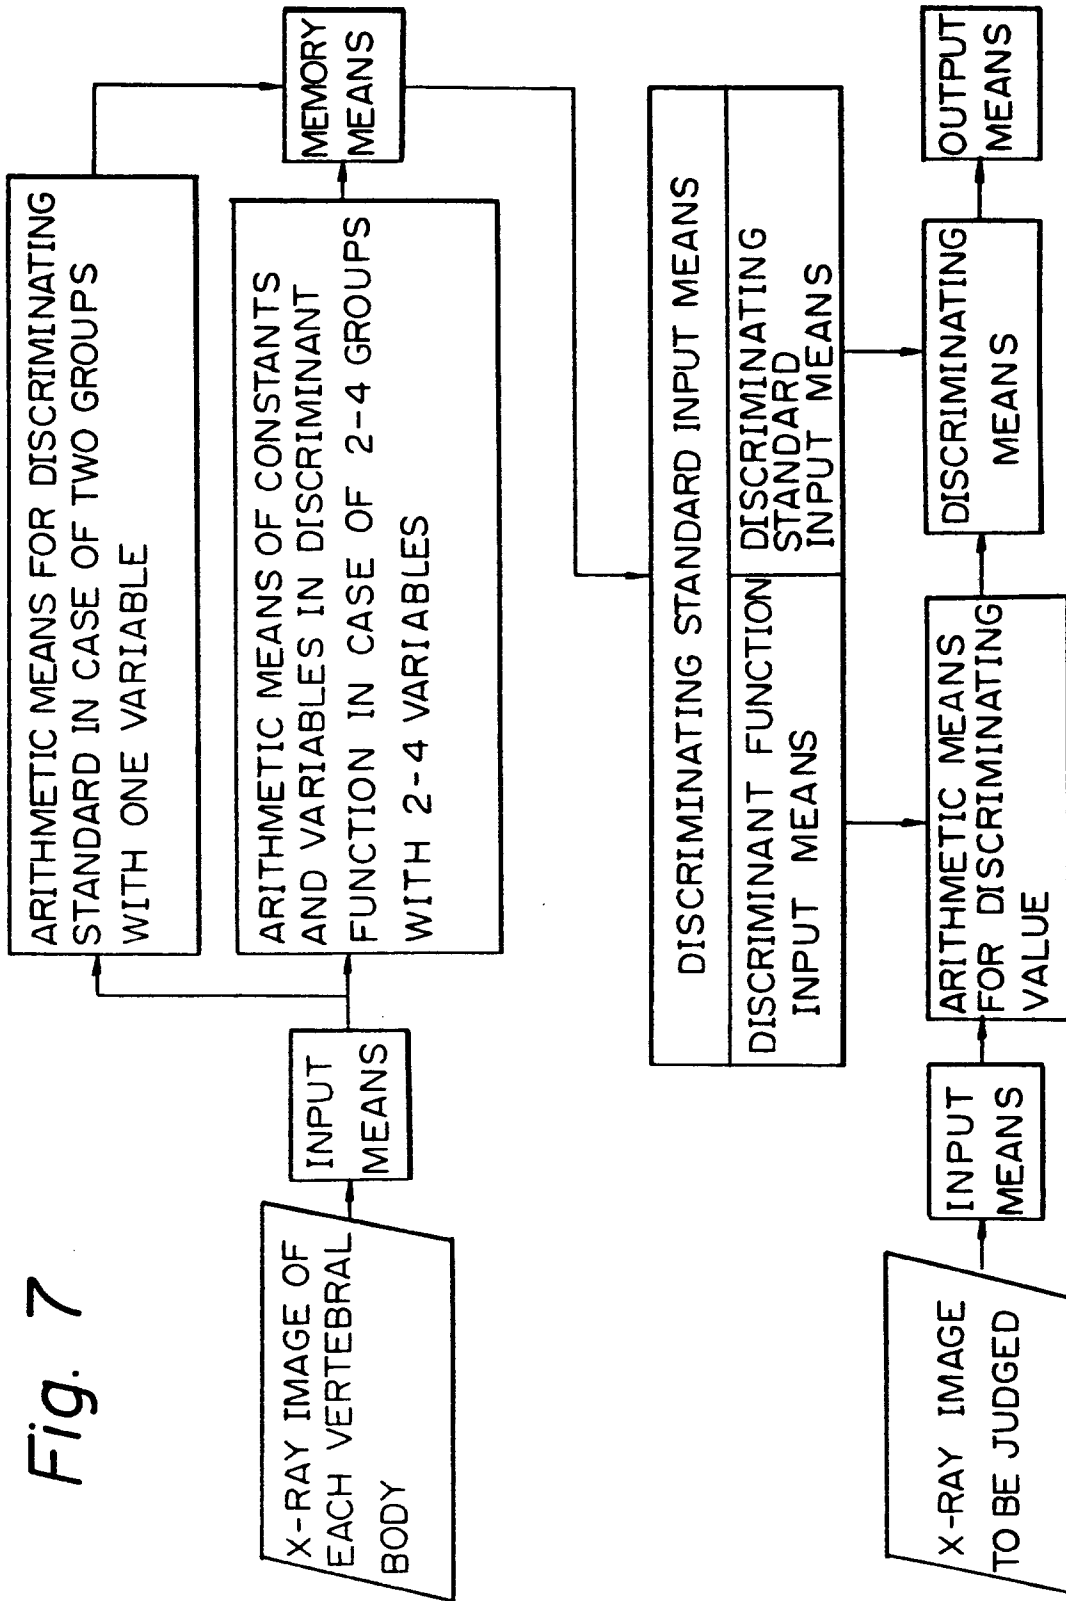 Fig. 7
X-RAY IMAGE OF
EACH VERTEBRAL
BODY
INPUT
MEANS
ARITHMETIC MEANS FOR DISCRIMINATING
STANDARD IN CASE OF TWO GROUPS
WITH ONE VARIABLE
ARITHMETIC MEANS OF CONSTANTS
AND VARIABLES IN DISCRIMINANT
FUNCTION IN CASE OF 2-4 GROUPS
WITH 2-4 VARIABLES
MEMORY
MEANS
DISCRIMINATING STANDARD INPUT MEANS
DISCRIMINANT FUNCTION
INPUT MEANS
DISCRIMINATING
STANDARD
INPUT MEANS
X-RAY IMAGE
TO BE JUDGED
INPUT
MEANS
ARITHMETIC MEANS
FOR DISCRIMINATING
VALUE
DISCRIMINATING
MEANS
OUTPUT
MEANS